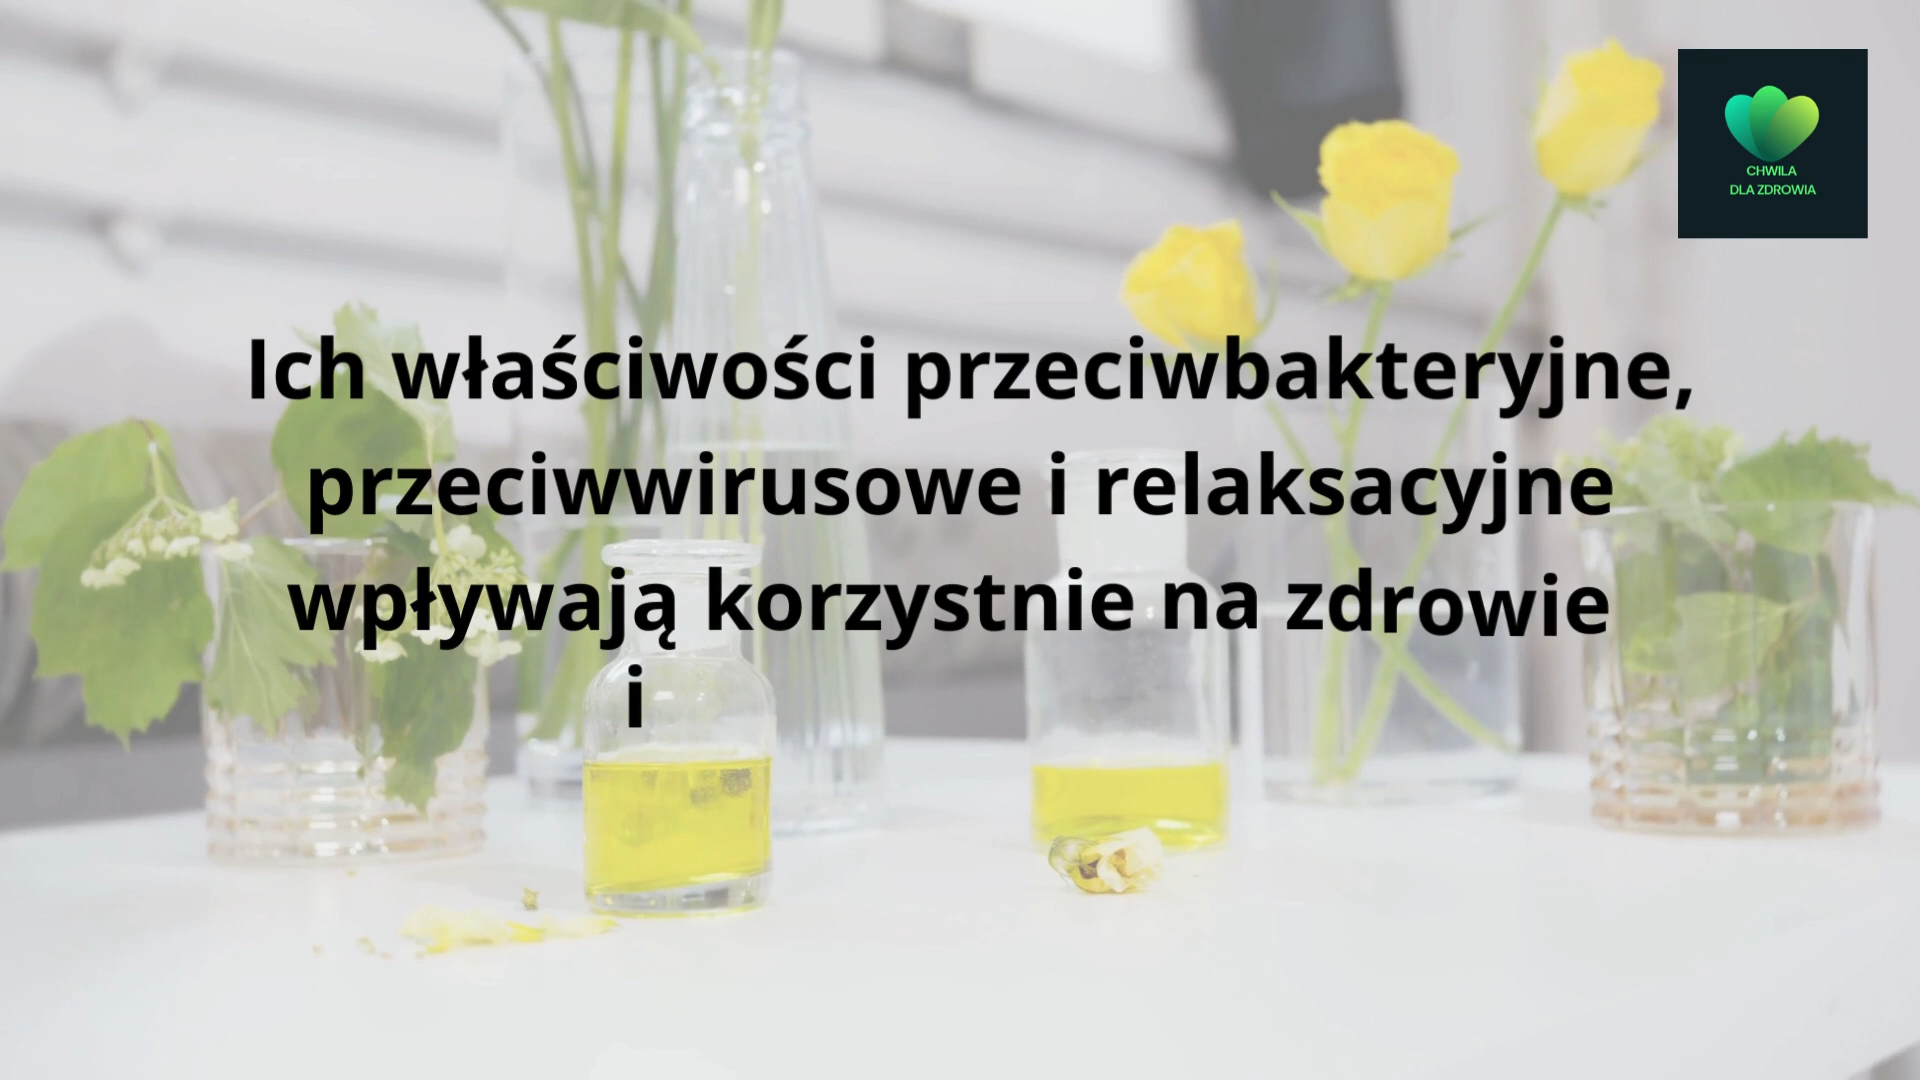 CHWILA
DLA ZDROWIA
Ich właściwości przeciwbakteryjne,
przeciwwirusowe i relaksacyjne
wpływają korzystnie na zdrowie
i